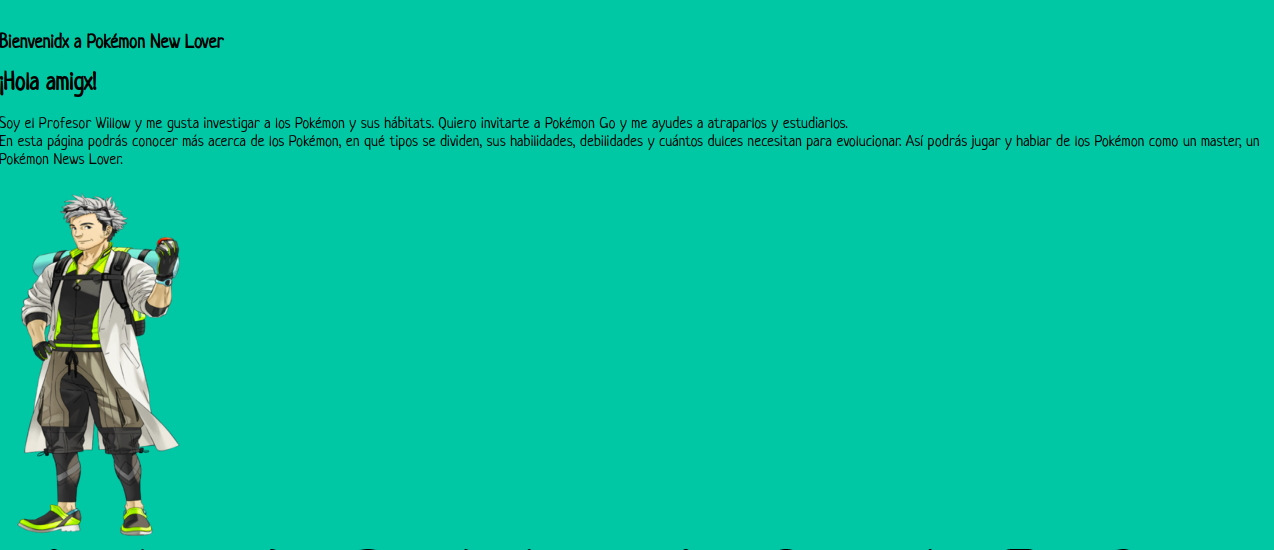 Bienvenidx a Pokémon New Lover
¡Hola amigx!
Soy el Profesor Willow y me gusta investigar a los Pokémon y sus hábitats. Quiero invitarte a Pokémon Go y me ayudes a atraparlos y estudiarlos.
En esta página podrás conocer más acerca de los Pokémon, en qué tipos se dividen, sus habilidades, debilidades y cuántos dulces necesitan para evolucionar. Así podrás jugar y hablar de los Pokémon como un master, un
Pokémon News Lover.